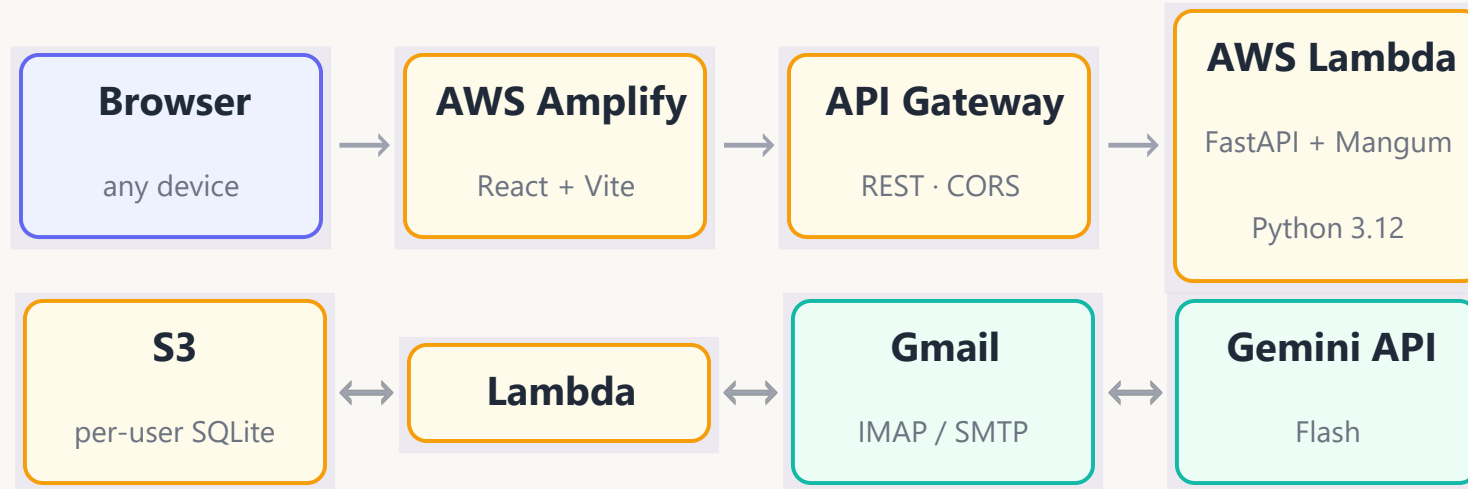 Browser
any device
AWS Amplify
React + Vite
API Gateway
REST · CORS
AWS Lambda
FastAPI + Mangum
Python 3.12
S3
per-user SQLite
Lambda
Gmail
IMAP / SMTP
Gemini API
Flash